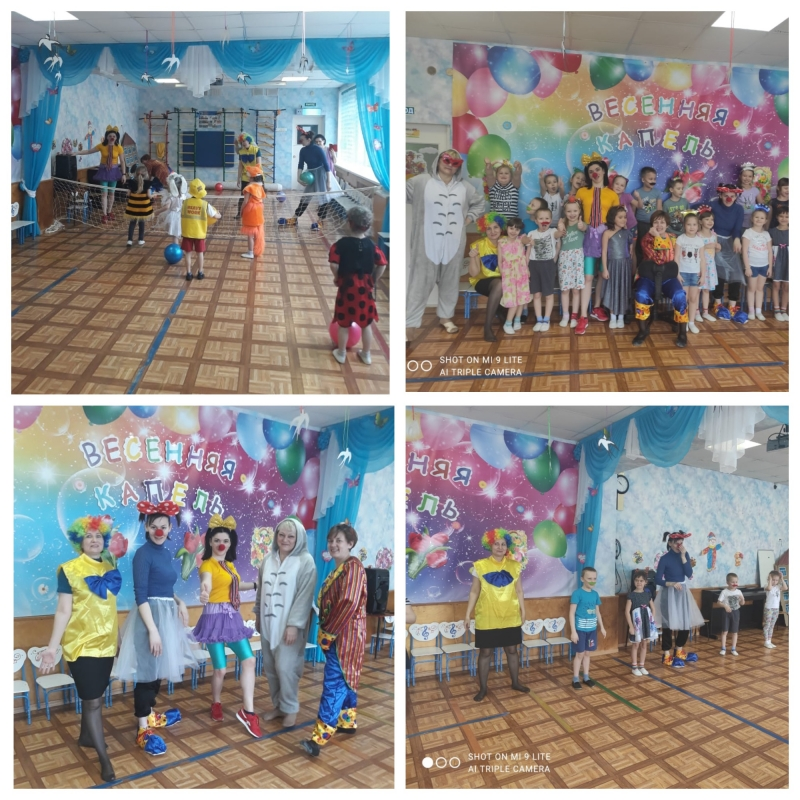 ВЕСЕННЯЯ
КАПЕЛЬ
SHOT ON MI 9 LITE
AI TRIPLE CAMERA
ВЕСЕННЯЯ
КАПЕЛЬ
ННЯЯ
ЛЬ
SHOT ON MI 9 LITE
AI TRIPLE CAMERA